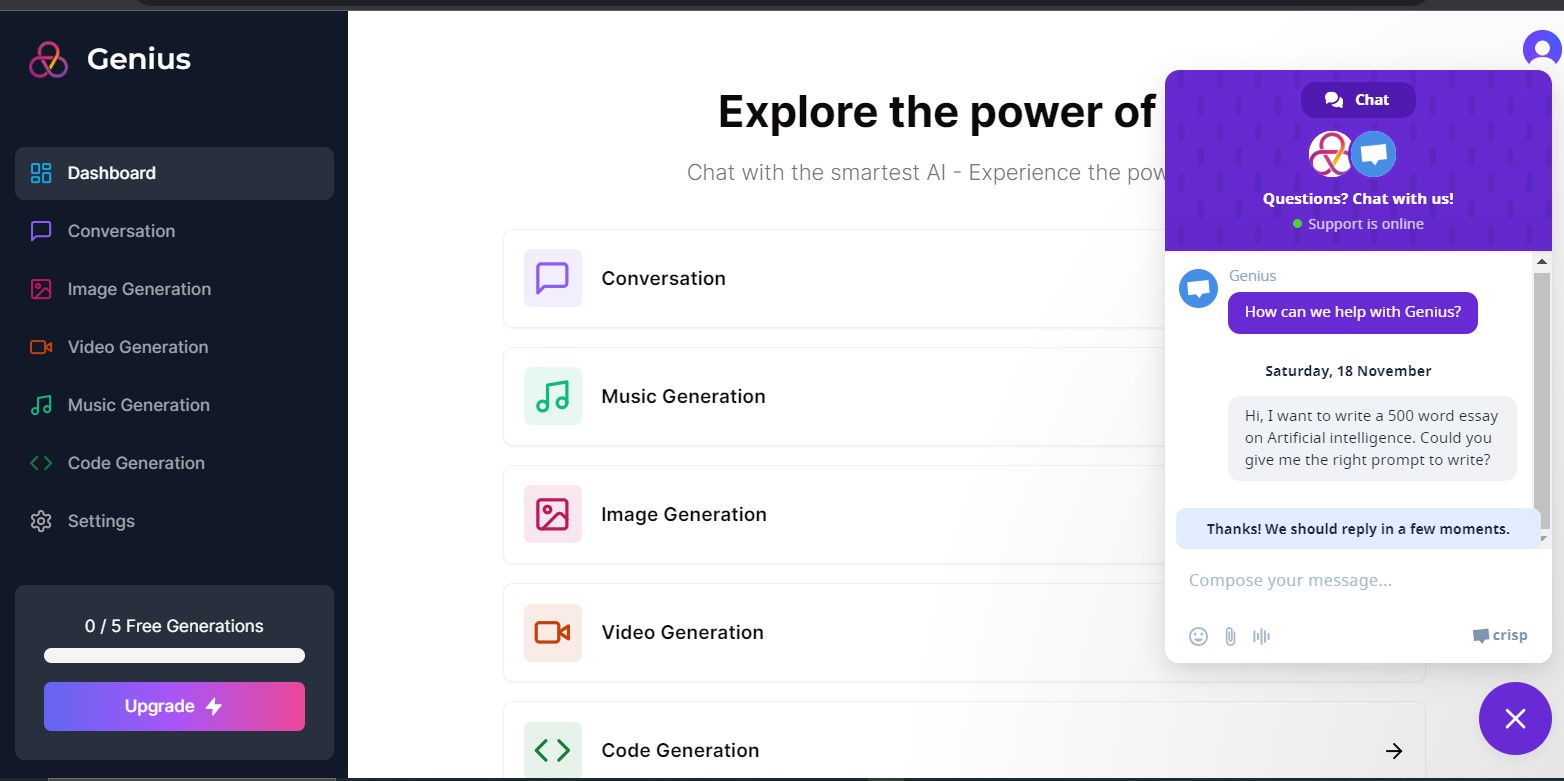 Genius
Dashboard
Conversation
Image Generation
Video Generation
Music Generation
Code Generation
Settings
0 / 5 Free Generations
Upgrade
Explore the power of
Chat with the smartest AI - Experience the pow
Conversation
Music Generation
Image Generation
Video Generation
Code Generation
Chat
Questions? Chat with us!
Support is online
Genius
How can we help with Genius?
Saturday, 18 November
Hi, I want to write a 500 word essay
on Artificial intelligence. Could you
give me the right prompt to write?
Thanks! We should reply in a few moments.
Compose your message...
crisp